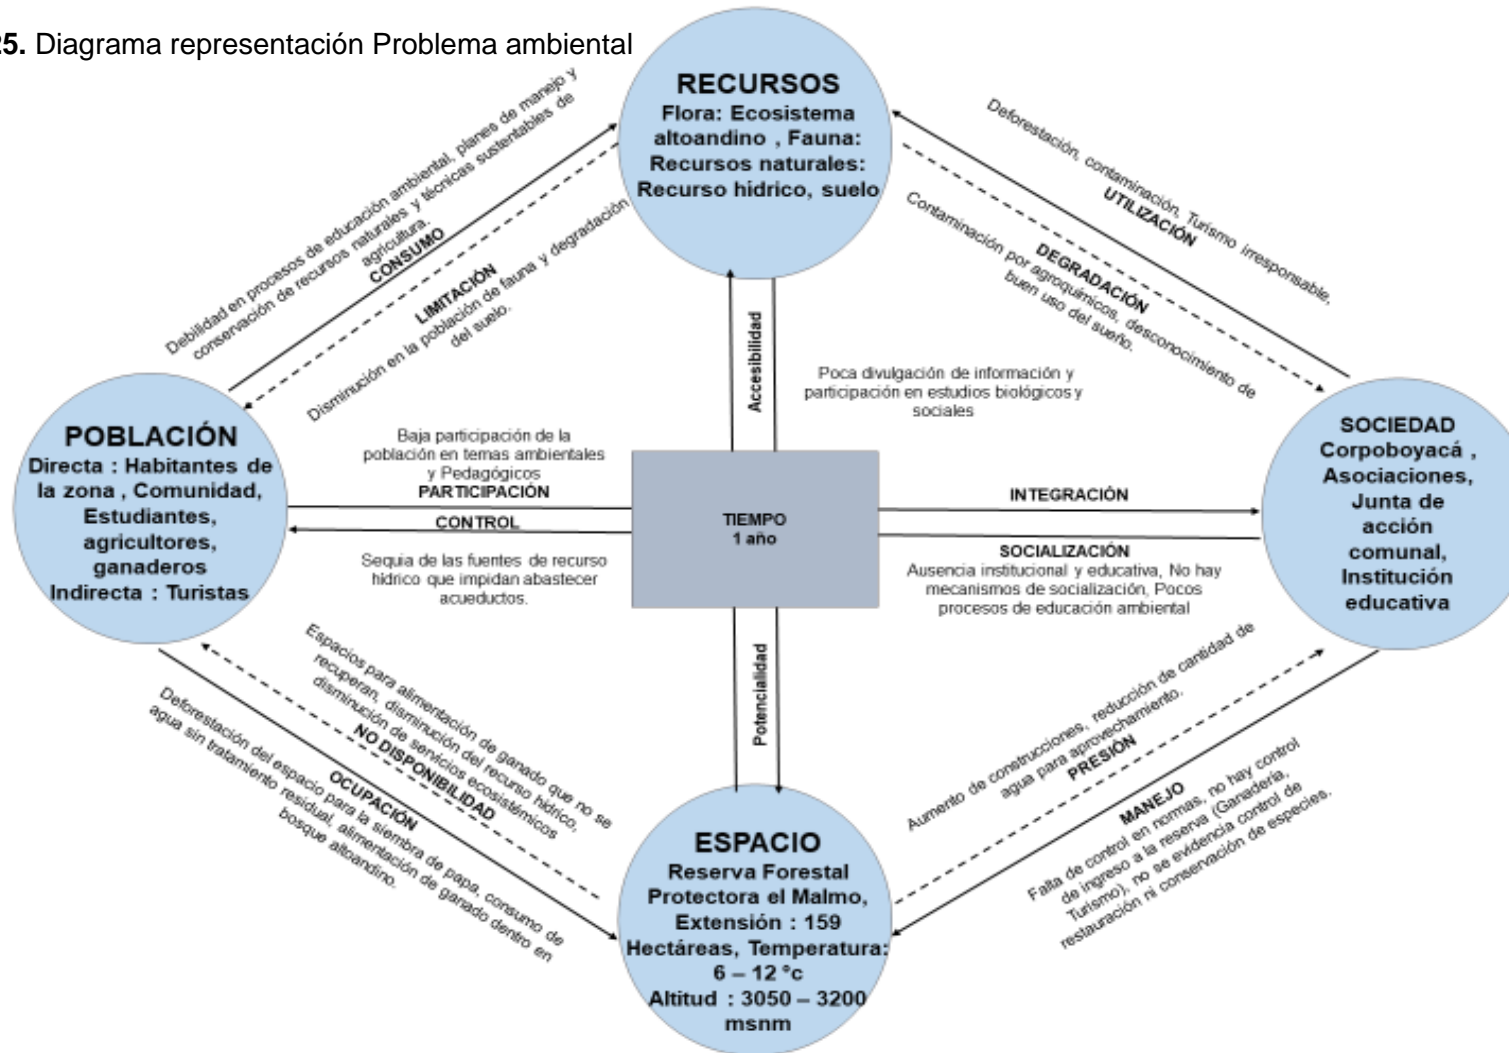 25. Diagrama representación Problema ambiental
RECURSOS
Flora: Ecosistema
altoandino , Fauna:
Recursos naturales:
Recurso hídrico, suelo
Debilidad en procesos de educación ambiental, planes de manejo y
conservación de recursos naturales y técnicas sustentables de
agricultura.
CONSUMO
LIMITACIÓN
Disminución en la población de fauna y degradación
del suelo.
Deforestación, contaminación, Turismo irresponsable,
UTILIZACIÓN
DEGRADACIÓN
Contaminación por agroquímicos, desconocimiento de
buen uso del sueño.
Accesibilidad
Poca divulgación de información y
participación en estudios biológicos y
sociales
POBLACIÓN
Directa : Habitantes de
la zona , Comunidad,
Estudiantes,
agricultores,
ganaderos
Indirecta : Turistas
Baja participación de la
población en temas ambientales
y Pedagógicos
PARTICIPACIÓN
CONTROL
Sequia de las fuentes de recurso
hídrico que impidan abastecer
acueductos.
TIEMPO
1 año
INTEGRACIÓN
SOCIALIZACIÓN
Ausencia institucional y educativa, No hay
mecanismos de socialización, Pocos
procesos de educación ambiental
SOCIEDAD
Corpoboyacá ,
Asociaciones,
Junta de
acción
comunal,
Institución
educativa
Espacios para alimentación de ganado que no se
recuperan, disminución del recurso hídrico,
disminución de servicios ecosistémicos
NO DISPONIBILIDAD
OCUPACIÓN
Deforestación del espacio para la siembra de papa, consumo de
agua sin tratamiento residual, alimentación de ganado dentro en
bosque altoandino.
Potencialidad
Aumento de construcciones, reducción de cantidad de
agua para aprovechamiento.
PRESIÓN
MANEJO
Falta de control en normas, no hay control
de ingreso a la reserva (Ganadería,
Turismo), no se evidencia control de
restauración ni conservación de especies.
ESPACIO
Reserva Forestal
Protectora el Malmo,
Extensión : 159
Hectáreas, Temperatura:
6 – 12 °c
Altitud : 3050 – 3200
msnm